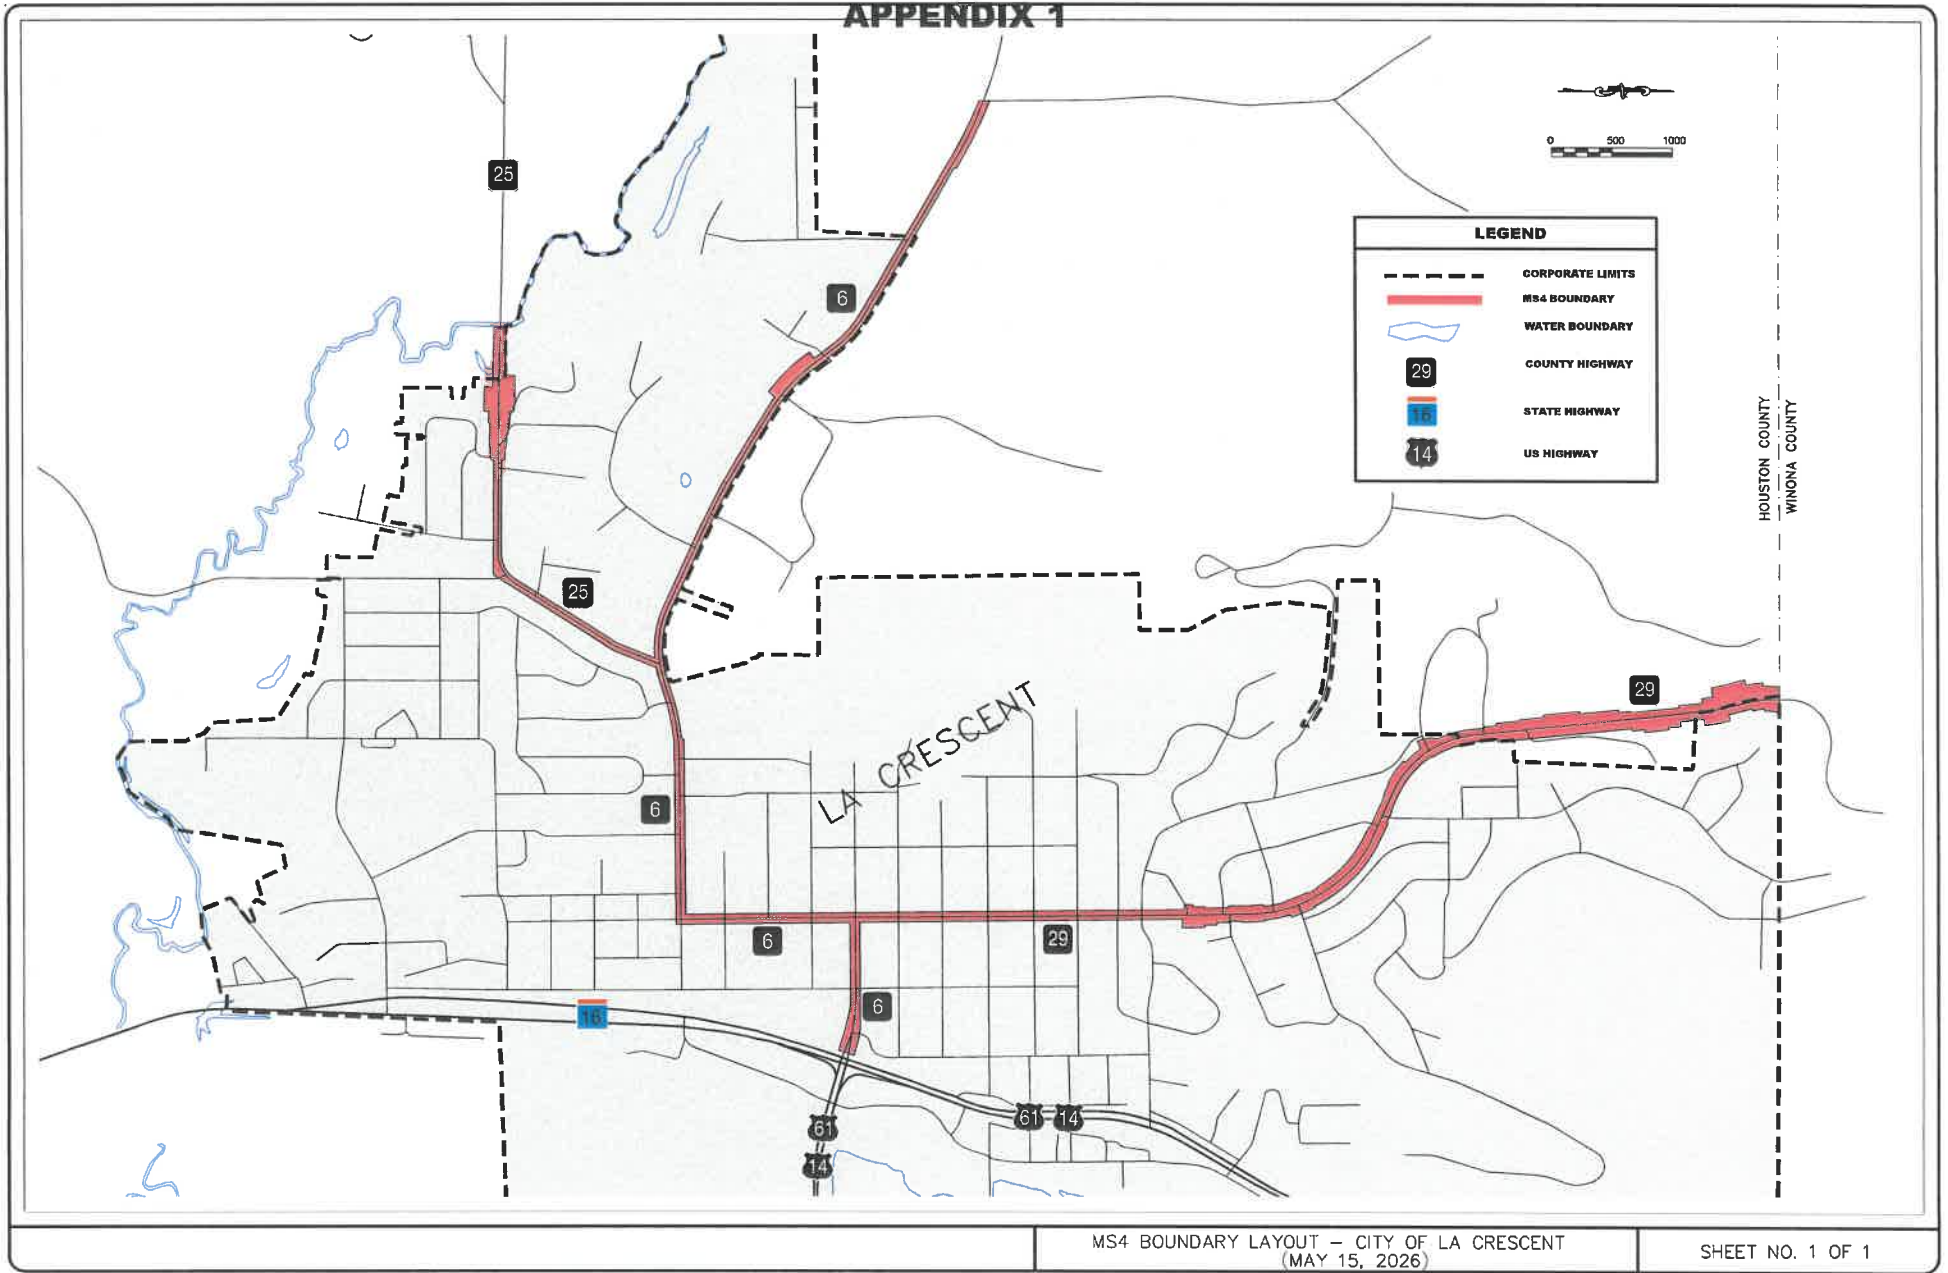 APPENDIX 1
0 500 1000
LEGEND
CORPORATE LIMITS
MS4 BOUNDARY
WATER BOUNDARY
29 COUNTY HIGHWAY
16 STATE HIGHWAY
14 US HIGHWAY
HOUSTON COUNTY
WINONA COUNTY
25
6
25
29
LA CRESCENT
6
6
29
6
16
61
14
61
14
MS4 BOUNDARY LAYOUT – CITY OF LA CRESCENT
(MAY 15, 2026)
SHEET NO. 1 OF 1